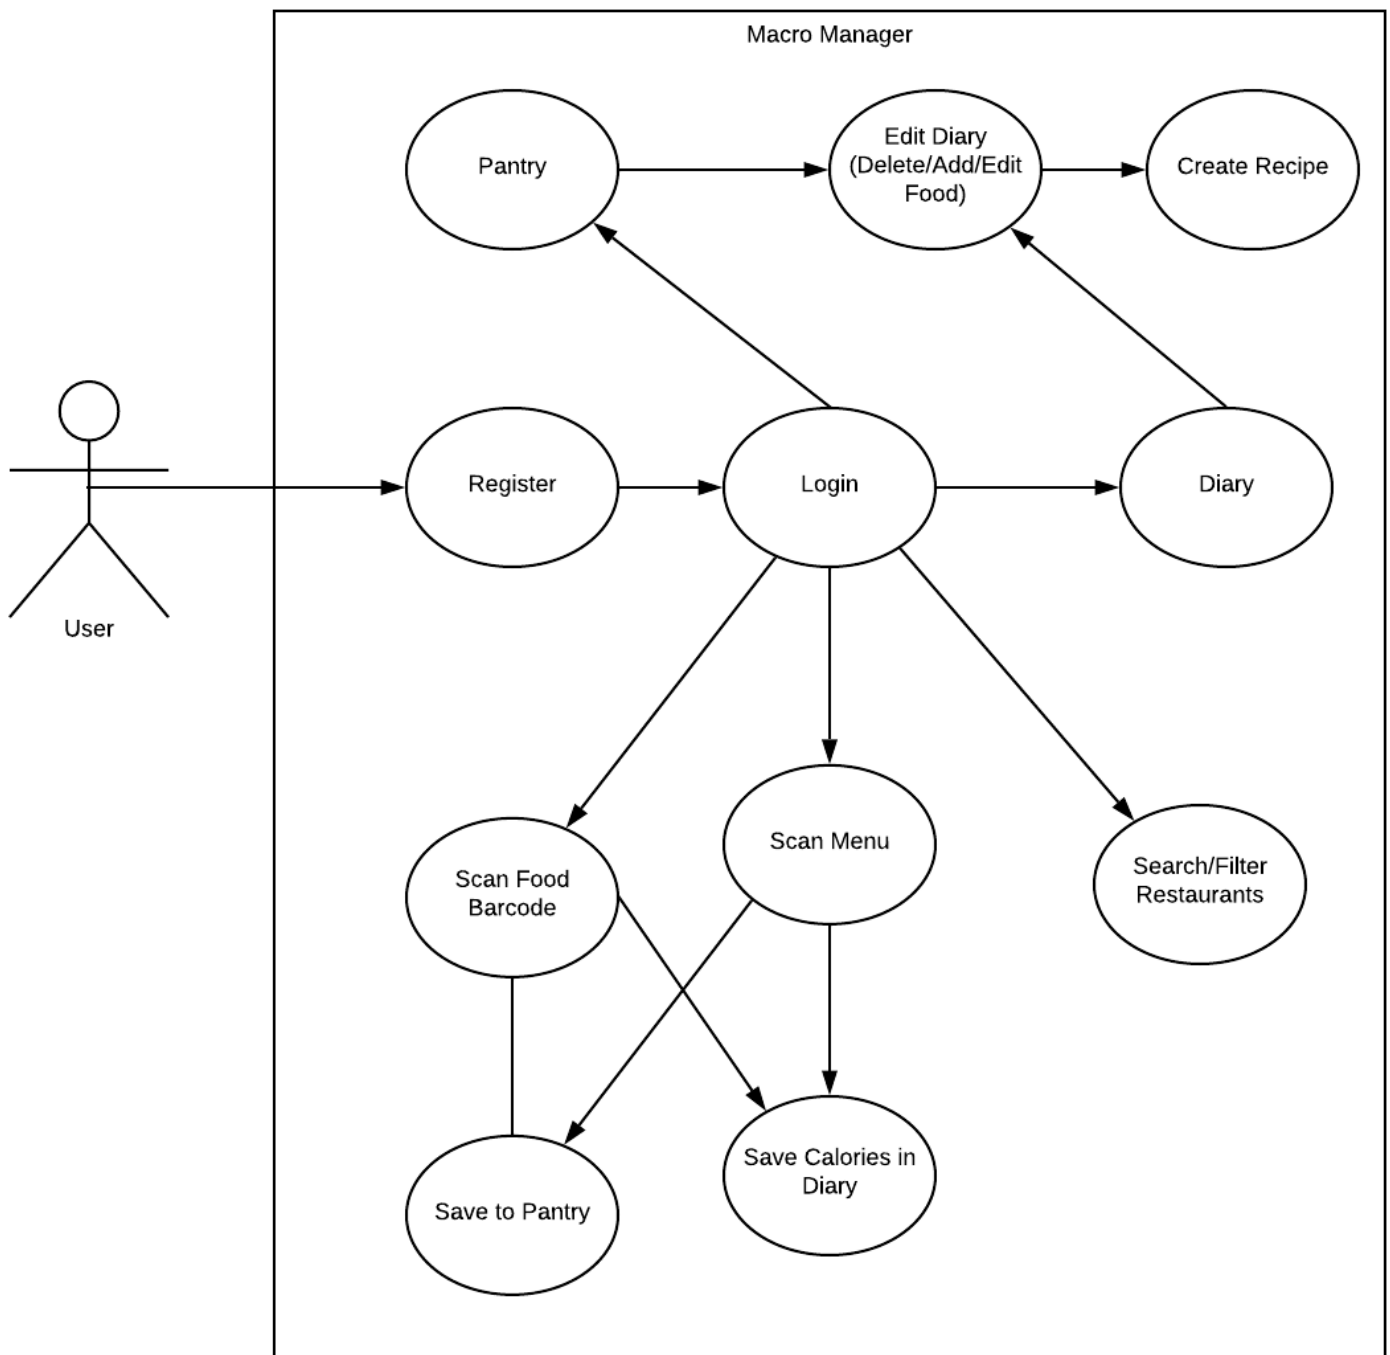 Macro Manager
Pantry
Edit Diary
(Delete/Add/Edit
Food)
Create Recipe
Register
Login
Diary
User
Scan Food
Barcode
Scan Menu
Search/Filter
Restaurants
Save to Pantry
Save Calories in
Diary